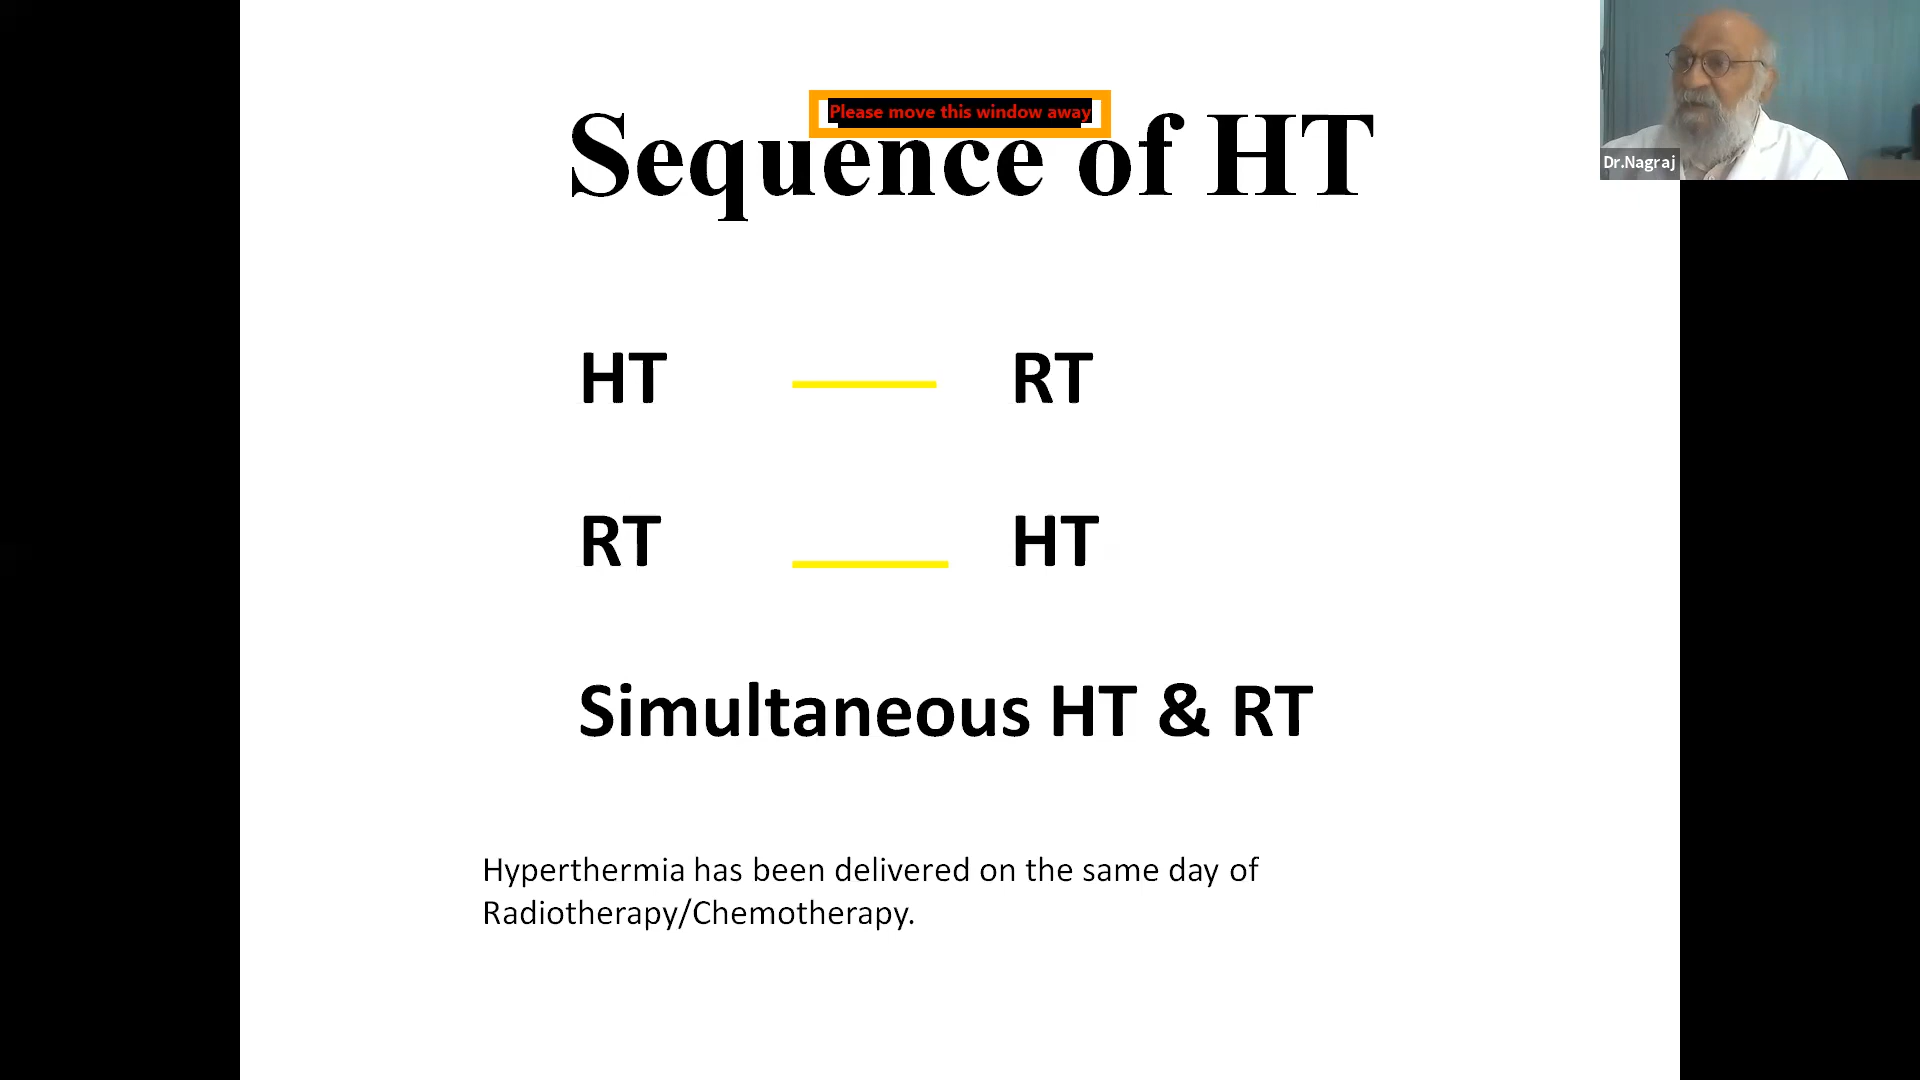 Please move this window away
Sequence of HT
Dr.Nagraj
HT RT
RT HT
Simultaneous HT & RT
Hyperthermia has been delivered on the same day of
Radiotherapy/Chemotherapy.